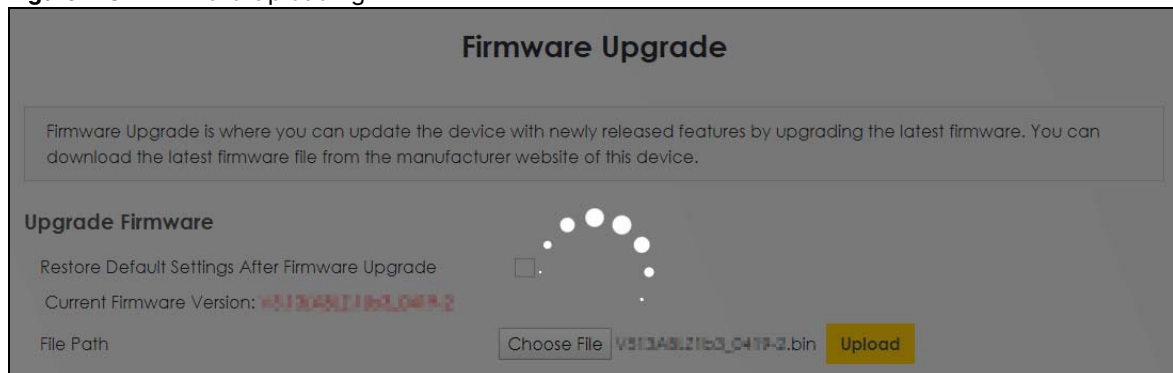 Firmware Upgrade
Firmware Upgrade is where you can update the device with newly released features by upgrading the latest firmware. You can
download the latest firmware file from the manufacturer website of this device.
Upgrade Firmware
Restore Default Settings After Firmware Upgrade
Current Firmware Version:
File Path Choose File .bin Upload